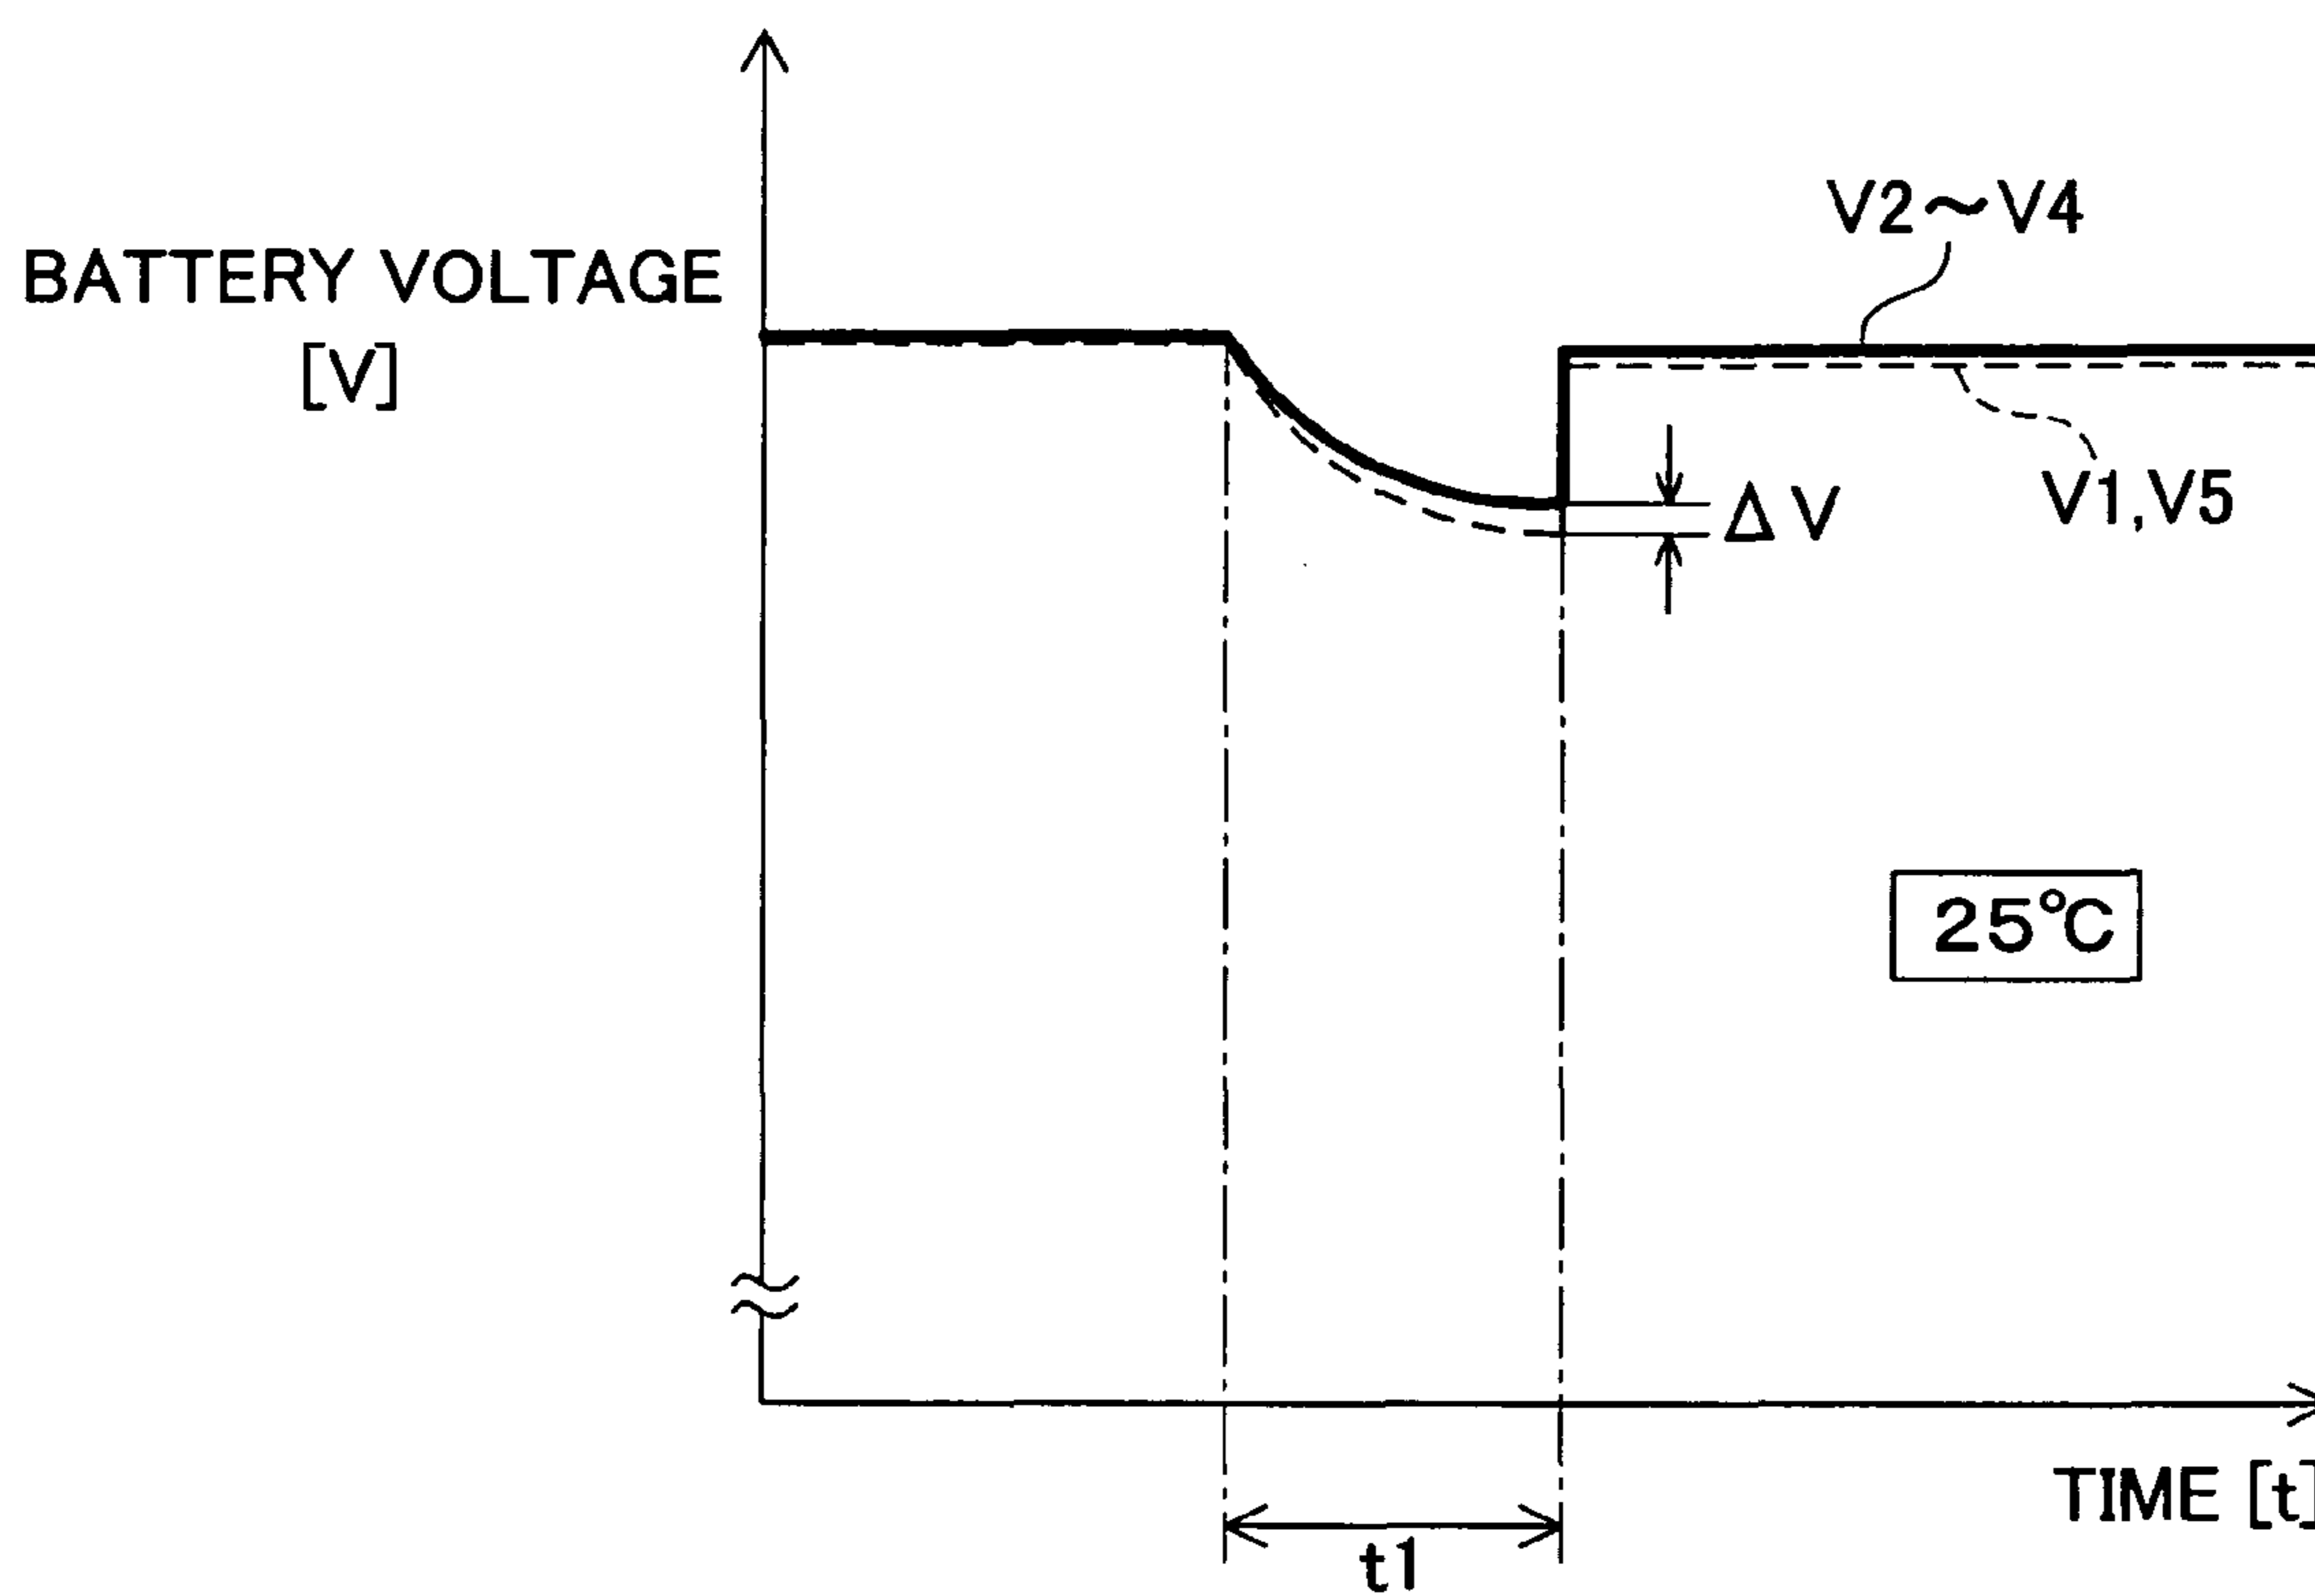 V2～V4
BATTERY VOLTAGE
[V]
ΔV
V1,V5
25℃
TIME [t]
t1